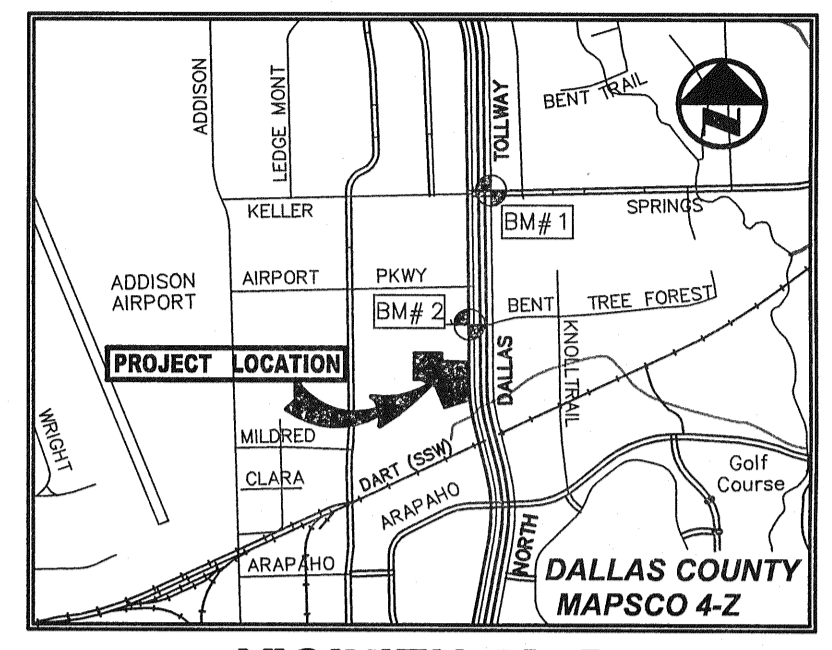 ADDISON
LEDGE MONT
TOLLWAY
BENT TRAIL
N
KELLER
SPRINGS
BM# 1
ADDISON
AIRPORT
AIRPORT PKWY
BM# 2
BENT TREE FOREST
PROJECT LOCATION
DALLAS
KNOLL TRAIL
WRIGHT
MILDRED
CLARA
DART (SSW)
ARAPAHO
Golf
Course
ARAPAHO
NORTH
DALLAS COUNTY
MAPSCO 4-Z